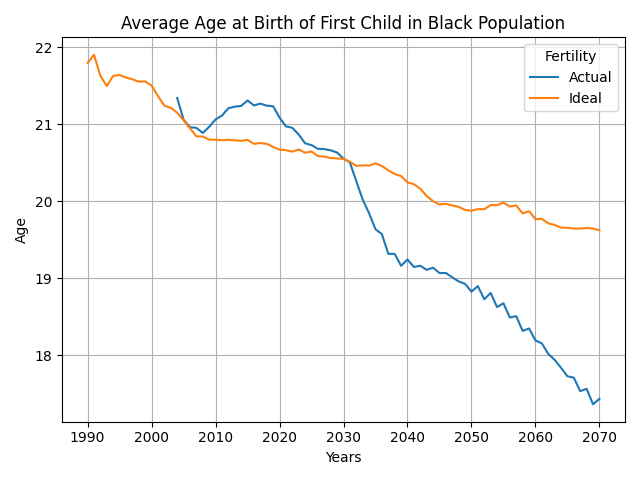 Average Age at Birth of First Child in Black Population
Fertility
Actual
Ideal
Age
22
21
20
19
18
1990 2000 2010 2020 2030 2040 2050 2060 2070
Years